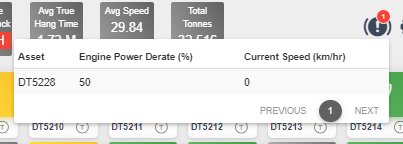 Avg True
Hang Time
Avg Speed
29.84
Total
Tonnes
1
Asset
Engine Power Derate (%)
Current Speed (km/hr)
DT5228
50
0
PREVIOUS
1
NEXT
DT5210
T
DT5211
T
DT5212
T
DT5213
T
DT5214
T